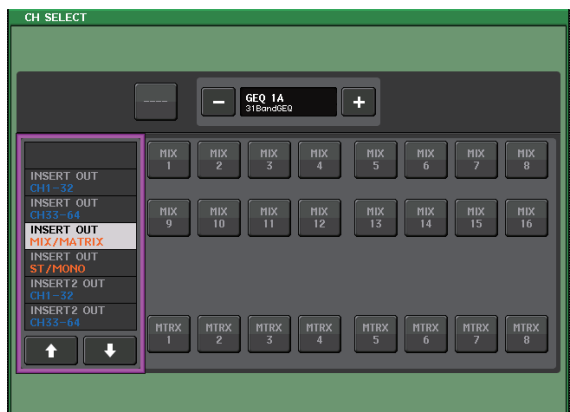 CH SELECT
----
−
GEQ 1A
31BandGEQ
+
INSERT OUT
CH1-32
INSERT OUT
CH33-64
INSERT OUT
MIX/MATRIX
INSERT OUT
ST/MONO
INSERT2 OUT
CH1-32
INSERT2 OUT
CH33-64
MIX 1
MIX 2
MIX 3
MIX 4
MIX 5
MIX 6
MIX 7
MIX 8
MIX 9
MIX 10
MIX 11
MIX 12
MIX 13
MIX 14
MIX 15
MIX 16
MTRX 1
MTRX 2
MTRX 3
MTRX 4
MTRX 5
MTRX 6
MTRX 7
MTRX 8